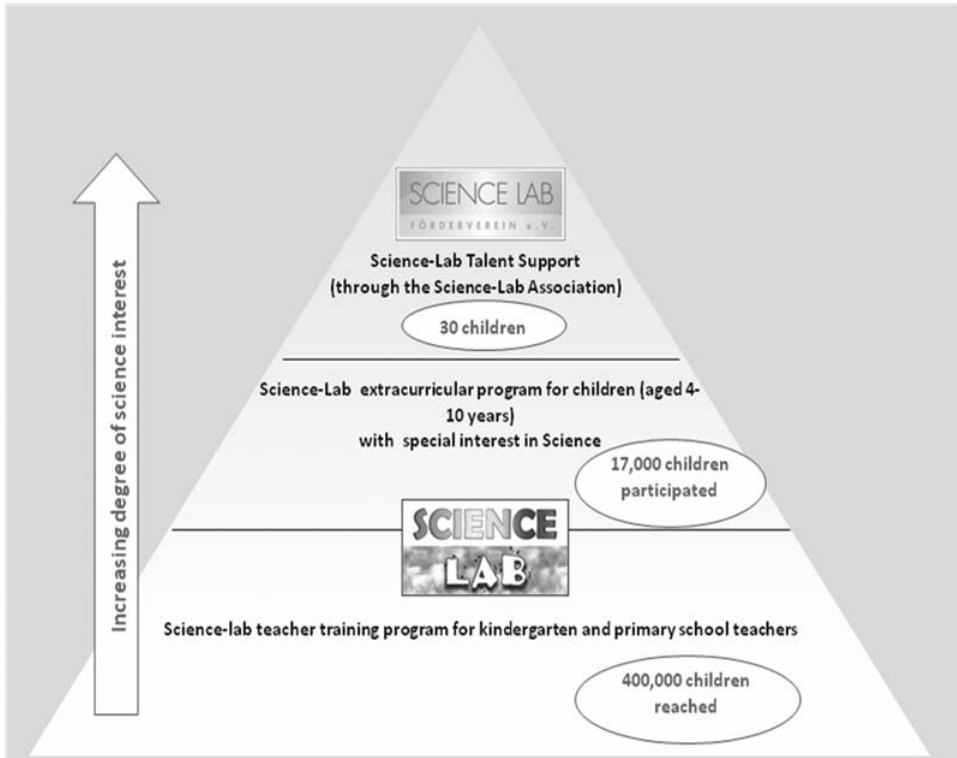 SCIENCE LAB
FÖRDERVEREIN e.V.
Science-Lab Talent Support
(through the Science-Lab Association)
30 children
Science-Lab extracurricular program for children (aged 4-
10 years)
with special interest in Science
17,000 children
participated
SCIENCE
LAB
Science-lab teacher training program for kindergarten and primary school teachers
400,000 children
reached
Increasing degree of science interest